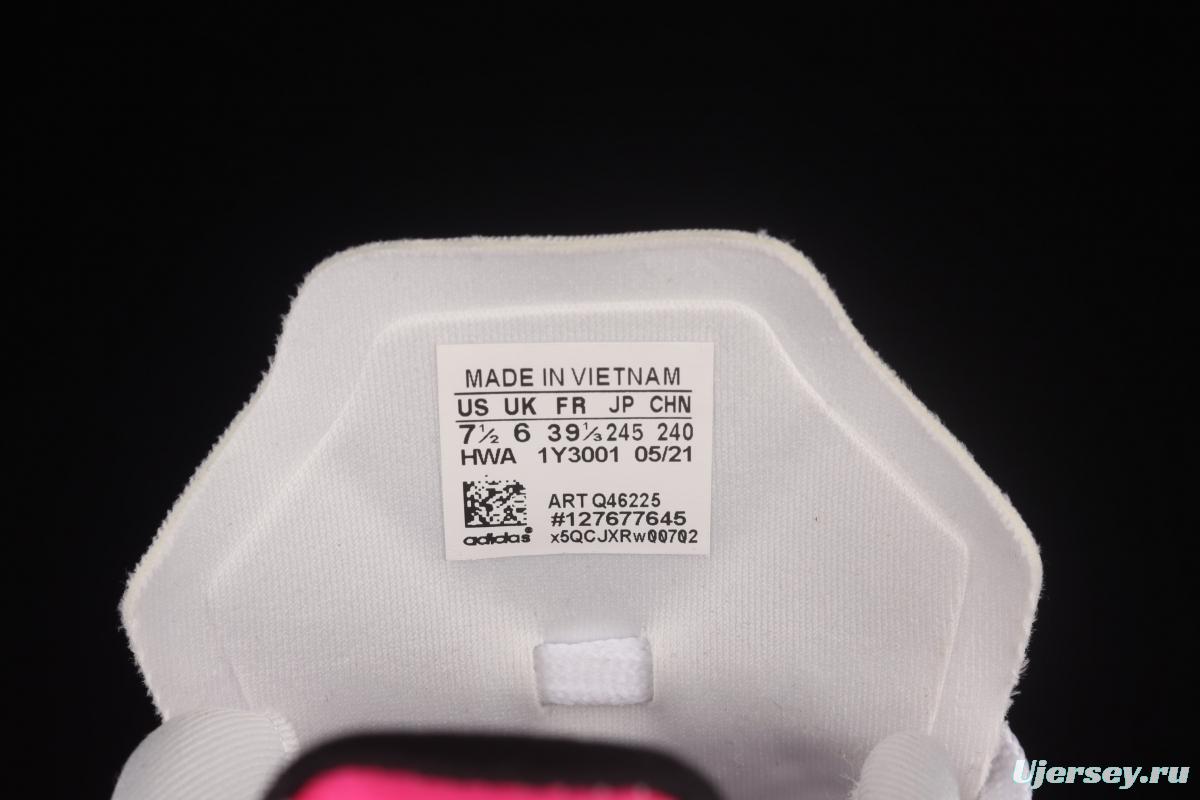 MADE IN VIETNAM
US UK FR JP CHN
7½ 6 39⅓ 245 240
HWA 1Y3001 05/21
ART Q46225
#127677645
adidas®
x5QCJXRw00702
Ujersey.ru